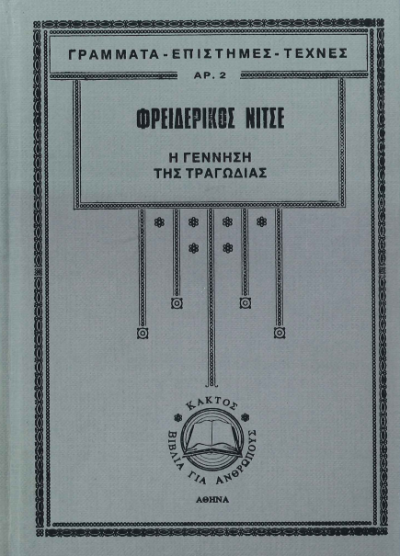 ΓΡΑΜΜΑΤΑ - ΕΠΙΣΤΗΜΕΣ - ΤΕΧΝΕΣ
ΑΡ. 2
ΦΡΕΙΔΕΡΙΚΟΣ ΝΙΤΣΕ
Η ΓΕΝΝΗΣΗ
ΤΗΣ ΤΡΑΓΩΔΙΑΣ
ΚΑΚΤΟΣ
ΒΙΒΛΙΑ ΓΙΑ ΑΝΘΡΩΠΟΥΣ
ΑΘΗΝΑ